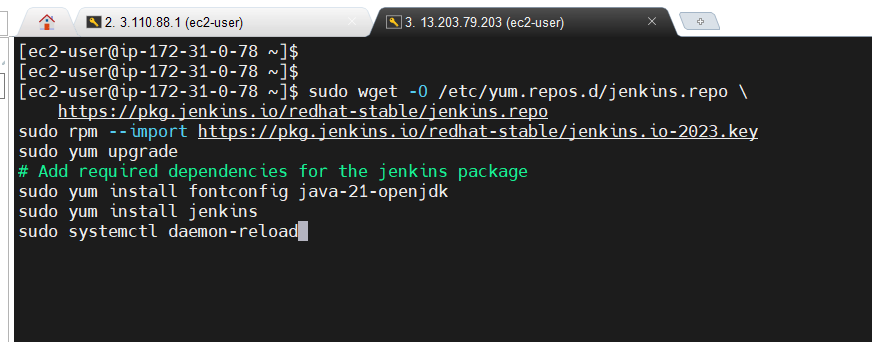 2. 3.110.88.1 (ec2-user)
3. 13.203.79.203 (ec2-user)
[ec2-user@ip-172-31-0-78 ~]$
[ec2-user@ip-172-31-0-78 ~]$
[ec2-user@ip-172-31-0-78 ~]$ sudo wget -O /etc/yum.repos.d/jenkins.repo \
    https://pkg.jenkins.io/redhat-stable/jenkins.repo
sudo rpm --import https://pkg.jenkins.io/redhat-stable/jenkins.io-2023.key
sudo yum upgrade
# Add required dependencies for the jenkins package
sudo yum install fontconfig java-21-openjdk
sudo yum install jenkins
sudo systemctl daemon-reload